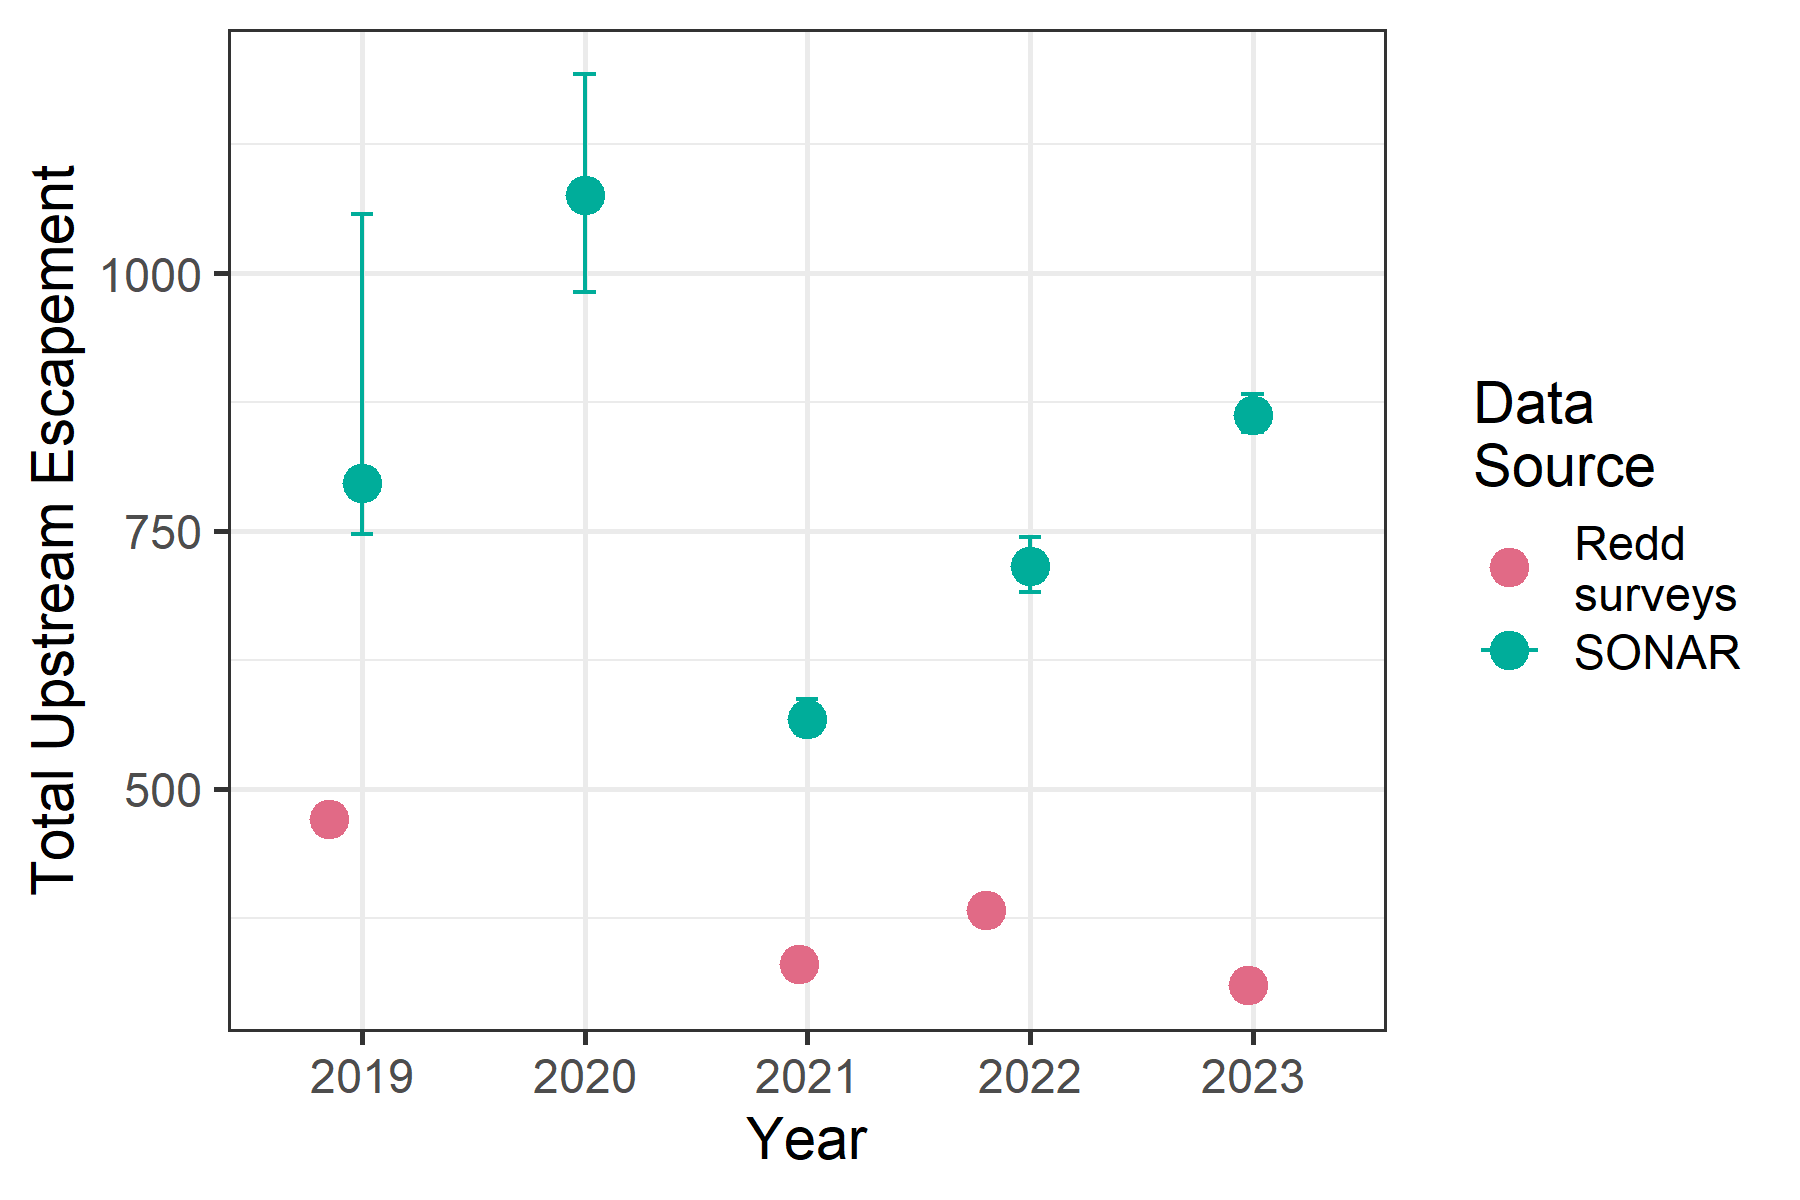 Total Upstream Escapement
1000
750
500
2019
2020
2021
2022
2023
Year
Data
Source
Redd
surveys
SONAR